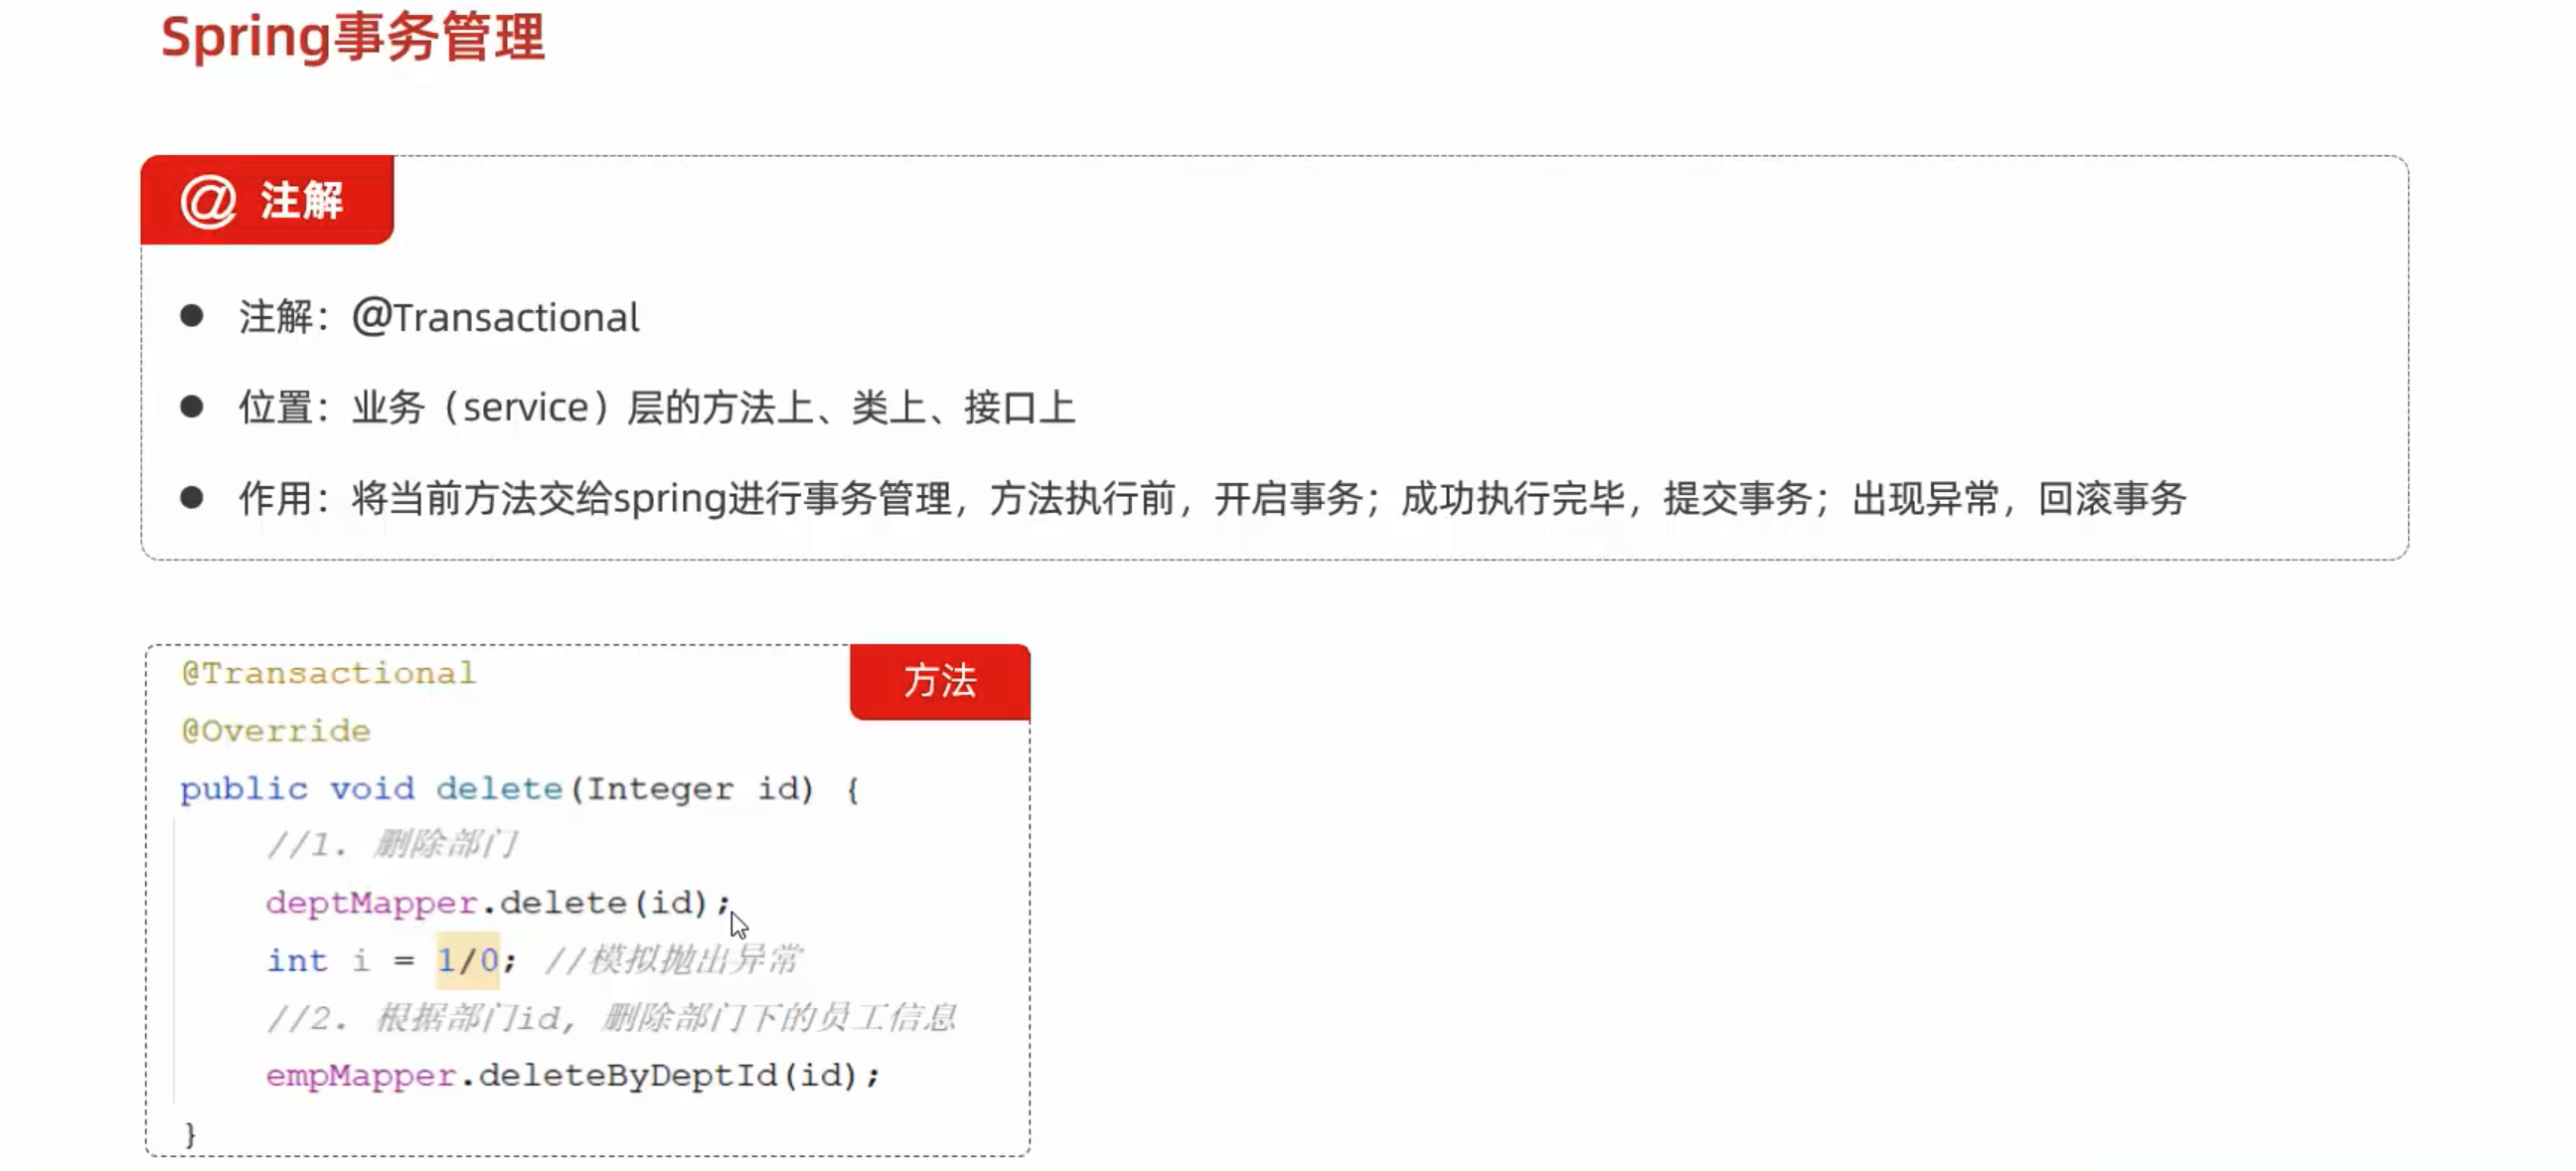 Spring事务管理
@ 注解
注解：@Transactional
位置：业务（service）层的方法上、类上、接口上
作用：将当前方法交给spring进行事务管理，方法执行前，开启事务；成功执行完毕，提交事务；出现异常，回滚事务
方法
@Transactional
@Override
public void delete(Integer id) {
//1. 删除部门
deptMapper.delete(id);
int i = 1/0; //模拟抛出异常
//2. 根据部门id, 删除部门下的员工信息
empMapper.deleteByDeptId(id);
}